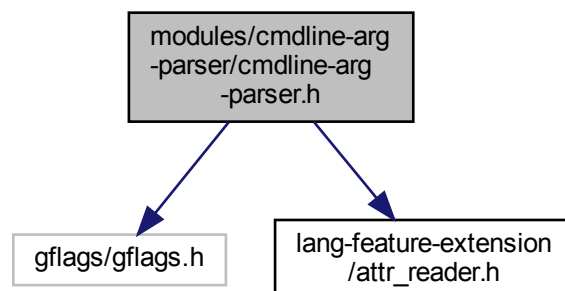 modules/cmdline-arg
-parser/cmdline-arg
-parser.h
gflags/gflags.h
lang-feature-extension
/attr_reader.h